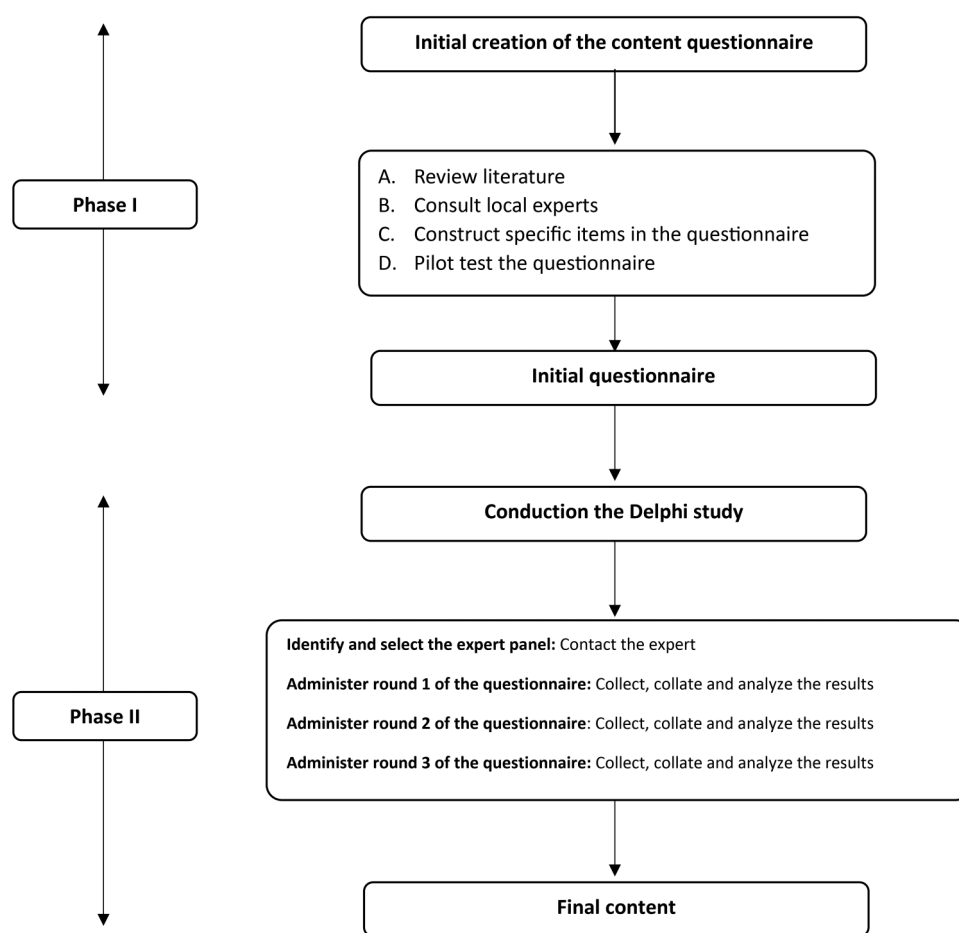 Initial creation of the content questionnaire
A. Review literature
B. Consult local experts
C. Construct specific items in the questionnaire
D. Pilot test the questionnaire
Phase I
Initial questionnaire
Conduction the Delphi study
Identify and select the expert panel: Contact the expert
Administer round 1 of the questionnaire: Collect, collate and analyze the results
Administer round 2 of the questionnaire: Collect, collate and analyze the results
Administer round 3 of the questionnaire: Collect, collate and analyze the results
Phase II
Final content